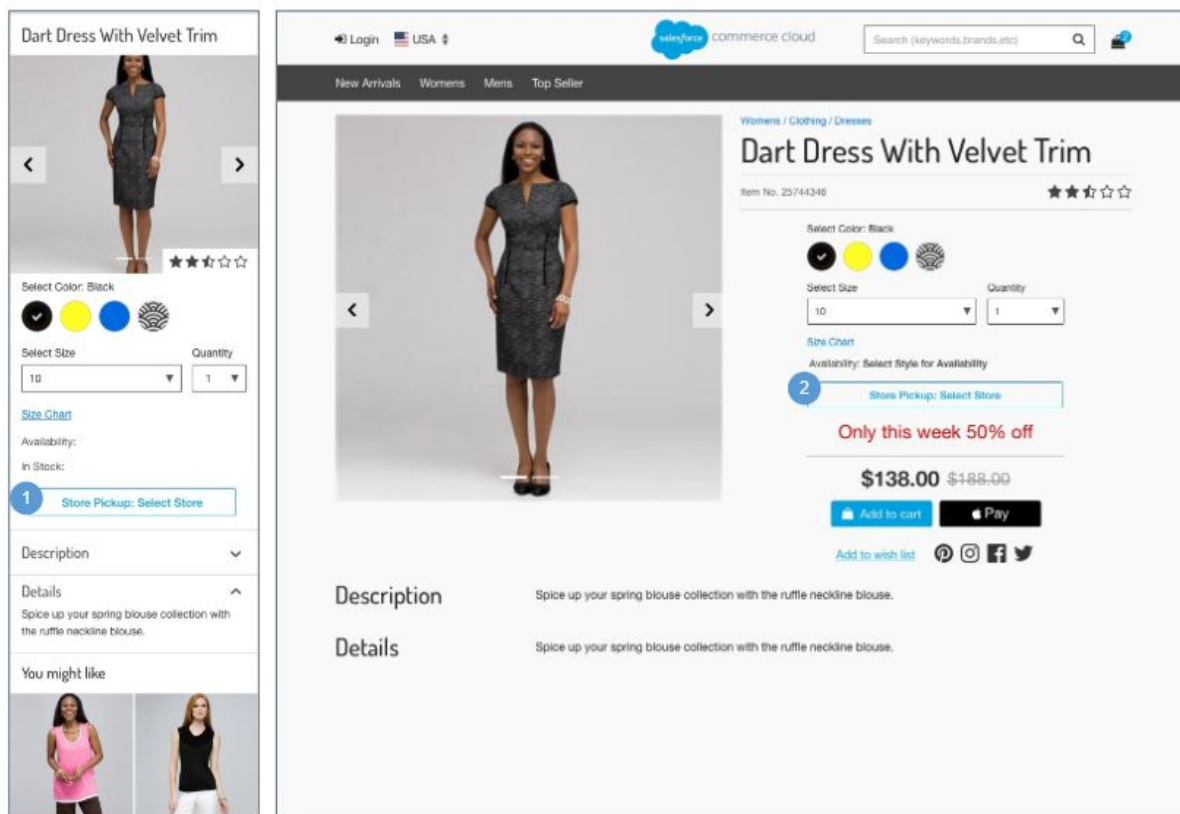 Dart Dress With Velvet Trim
Select Color: Black
Select Size Quantity
10 1
Size Chart
Availability:
In Stock:
1
Store Pickup: Select Store
Description
Details
Spice up your spring blouse collection with
the ruffle neckline blouse.
You might like
Login USA
salesforce commerce cloud
Search (keywords,brands,etc)
2
New Arrivals Womens Mens Top Seller
Womens / Clothing / Dresses
Dart Dress With Velvet Trim
Item No. 25744346
Select Color: Black
Select Size Quantity
10 1
Size Chart
Availability: Select Style for Availability
2
Store Pickup: Select Store
Only this week 50% off
$138.00 $188.00
Add to cart Pay
Add to wish list
Description Spice up your spring blouse collection with the ruffle neckline blouse.
Details Spice up your spring blouse collection with the ruffle neckline blouse.